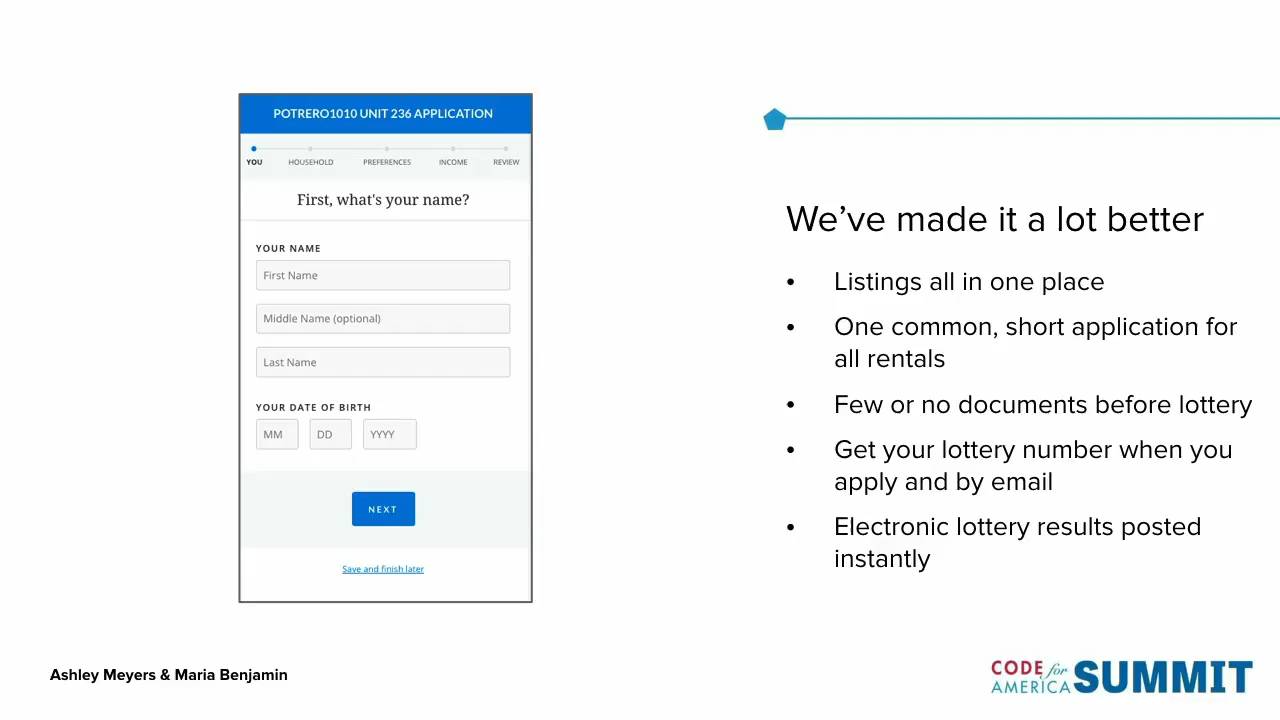 POTRERO1010 UNIT 236 APPLICATION
YOU HOUSEHOLD PREFERENCES INCOME REVIEW
First, what's your name?
YOUR NAME
First Name
Middle Name (optional)
Last Name
YOUR DATE OF BIRTH
MM DD YYYY
NEXT
Save and finish later
We’ve made it a lot better
• Listings all in one place
• One common, short application for
all rentals
• Few or no documents before lottery
• Get your lottery number when you
apply and by email
• Electronic lottery results posted
instantly
Ashley Meyers & Maria Benjamin
CODE for
AMERICA SUMMIT